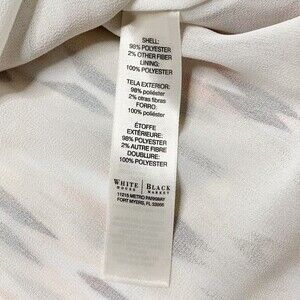 SHELL:
98% POLYESTER
2% OTHER FIBER
LINING:
100% POLYESTER
TELA EXTERIOR:
98% poliéster
2% otras fibras
FORRO:
100% poliéster
ÉTOFFE
EXTÉRIEURE:
98% POLYESTER
2% AUTRE FIBRE
DOUBLURE:
100% POLYESTER
WHITE | BLACK
HOUSE | MARKET
11215 METRO PARKWAY
FORT MYERS, FL 33966